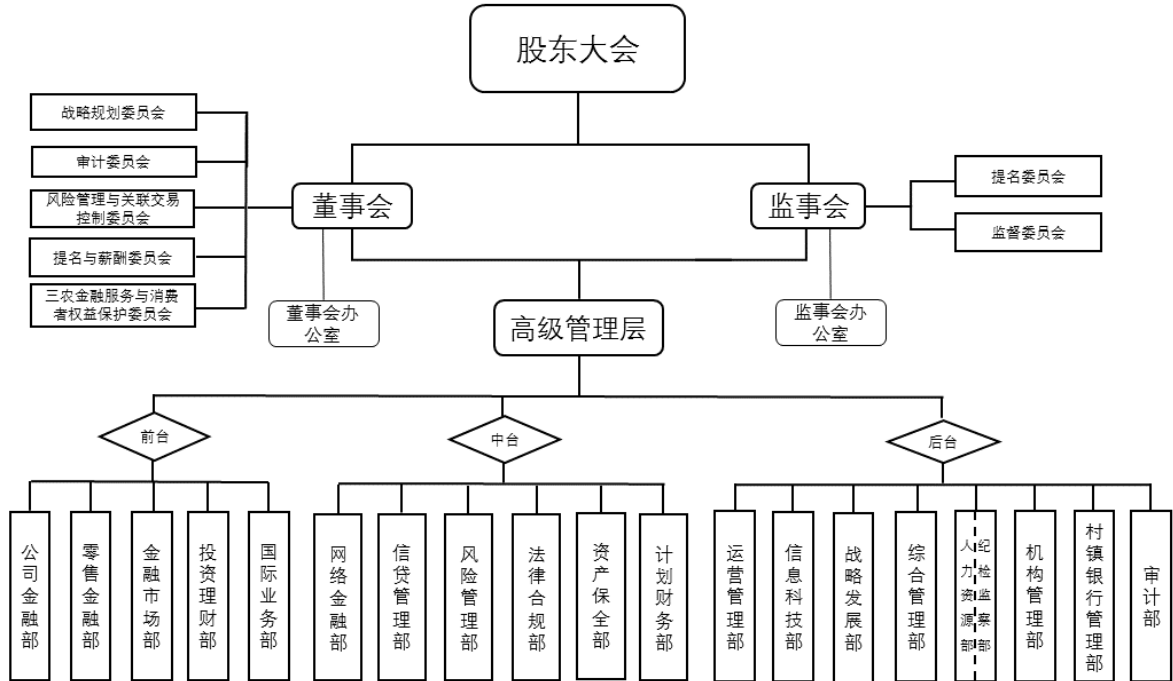 股东大会
战略规划委员会
审计委员会
风险管理与关联交易
控制委员会
提名与薪酬委员会
三农金融服务与消费
者权益保护委员会
董事会
监事会
提名委员会
监督委员会
董事会办
公室
高级管理层
监事会办
公室
前台
中台
后台
公司金融部
零售金融部
金融市场部
投资理财部
国际业务部
网络金融部
信贷管理部
风险管理部
法律合规部
资产保全部
计划财务部
运营管理部
信息科技部
战略发展部
综合管理部
人力资源部
纪检监察部
机构管理部
村镇银行管理部
审计部